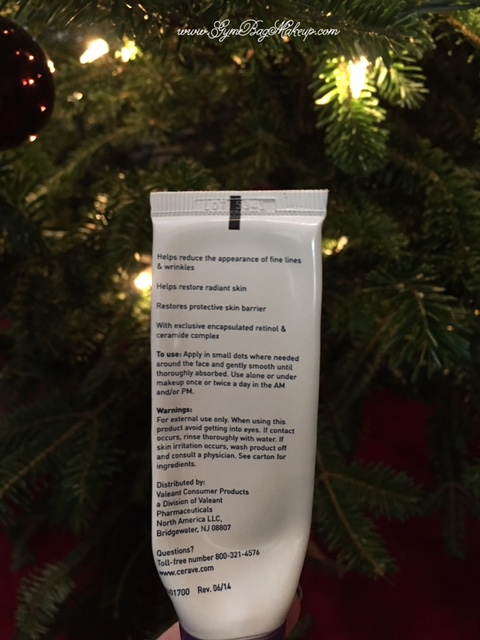 www.GymBagMakeup.com
Helps reduce the appearance of fine lines
& wrinkles
Helps restore radiant skin
Restores protective skin barrier
With exclusive encapsulated retinol &
ceramide complex
To use: Apply in small dots where needed
around the face and gently smooth until
thoroughly absorbed. Use alone or under
makeup once or twice a day in the AM
and/or PM.
Warnings:
For external use only. When using this
product avoid getting into eyes. If contact
occurs, rinse thoroughly with water. If
skin irritation occurs, wash product off
and consult a physician. See carton for
ingredients.
Distributed by:
Valeant Consumer Products
a Division of Valeant
Pharmaceuticals
North America LLC,
Bridgewater, NJ 08807
Questions?
Toll-free number 800-321-4576
www.cerave.com
Rev. 06/14